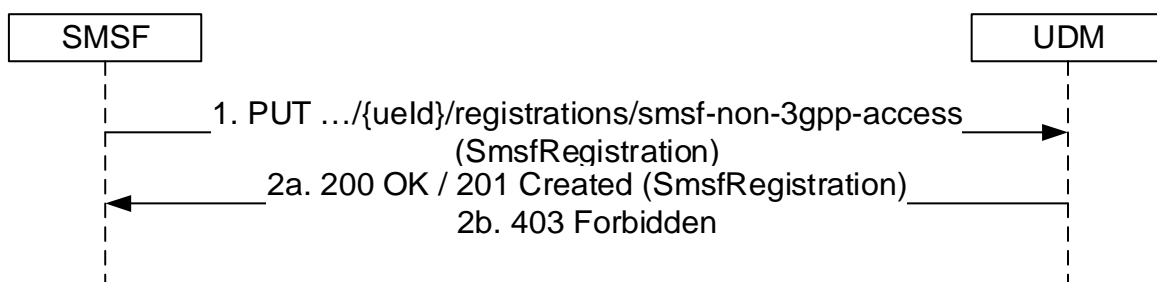 SMSF
UDM
1. PUT …/{ueId}/registrations/smsf-non-3gpp-access
(SmsfRegistration)
2a. 200 OK / 201 Created (SmsfRegistration)
2b. 403 Forbidden